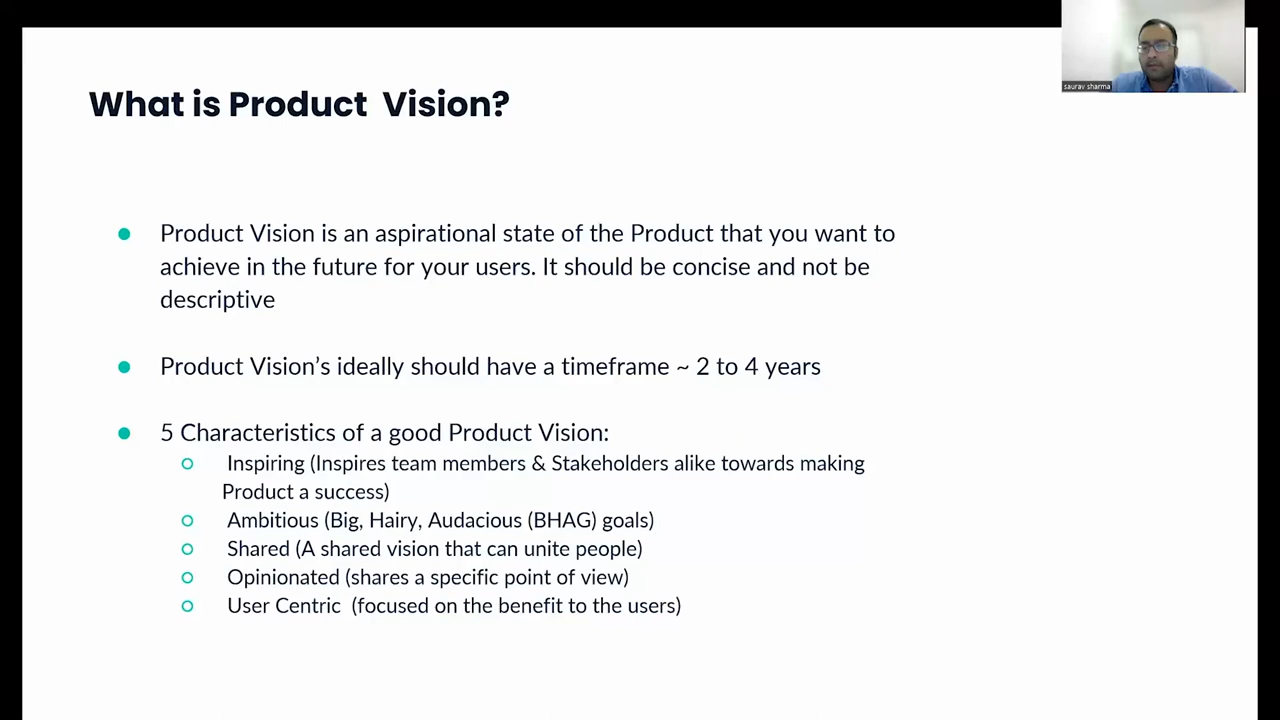 What is Product  Vision?
saurav sharma
Product Vision is an aspirational state of the Product that you want to
achieve in the future for your users. It should be concise and not be
descriptive
Product Vision’s ideally should have a timeframe ~ 2 to 4 years
5 Characteristics of a good Product Vision:
Inspiring (Inspires team members & Stakeholders alike towards making
Product a success)
Ambitious (Big, Hairy, Audacious (BHAG) goals)
Shared (A shared vision that can unite people)
Opinionated (shares a specific point of view)
User Centric  (focused on the benefit to the users)